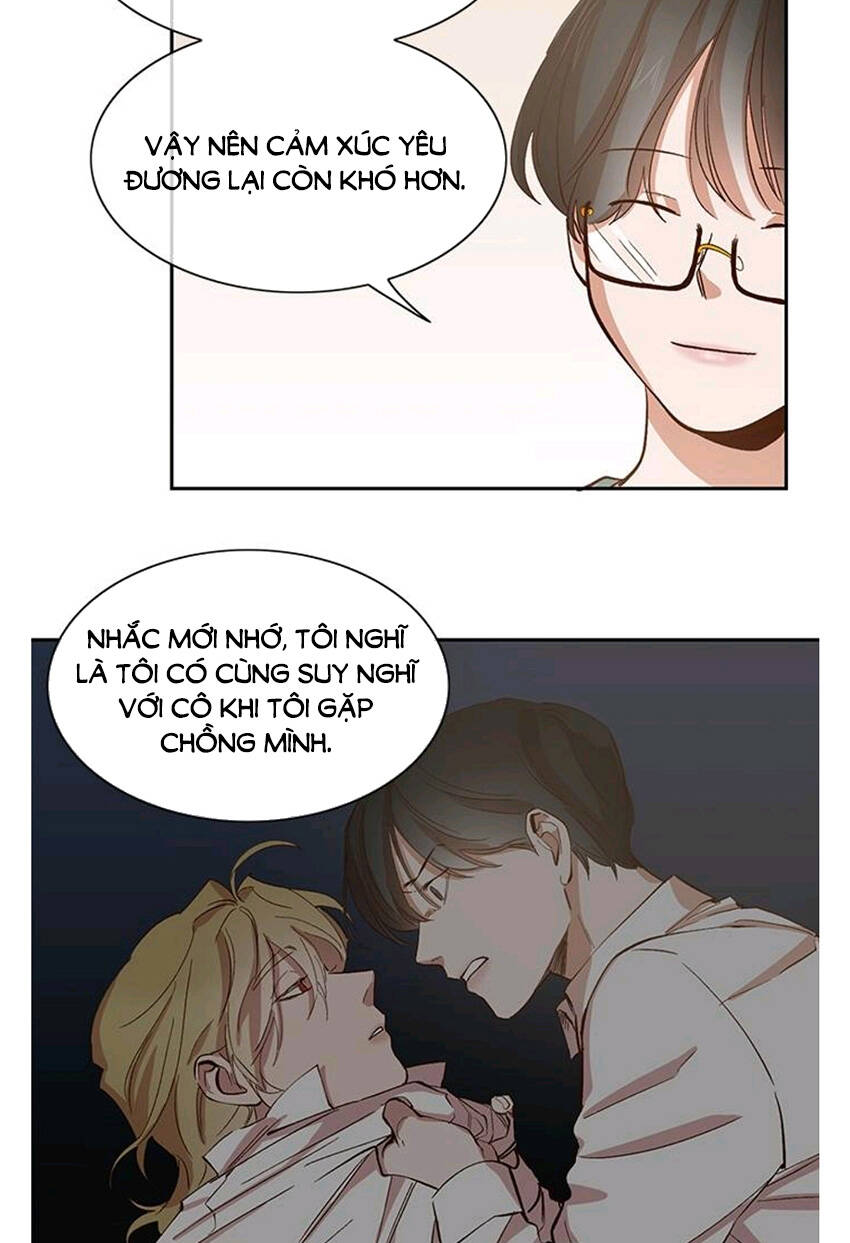 VẬY NÊN CẢM XÚC YÊU
ĐƯƠNG LẠI CÒN KHÓ HƠN.
NHẮC MỚI NHỚ, TÔI NGHĨ
LÀ TÔI CÓ CÙNG SUY NGHĨ
VỚI CÔ KHI TÔI GẶP
CHỒNG MÌNH.